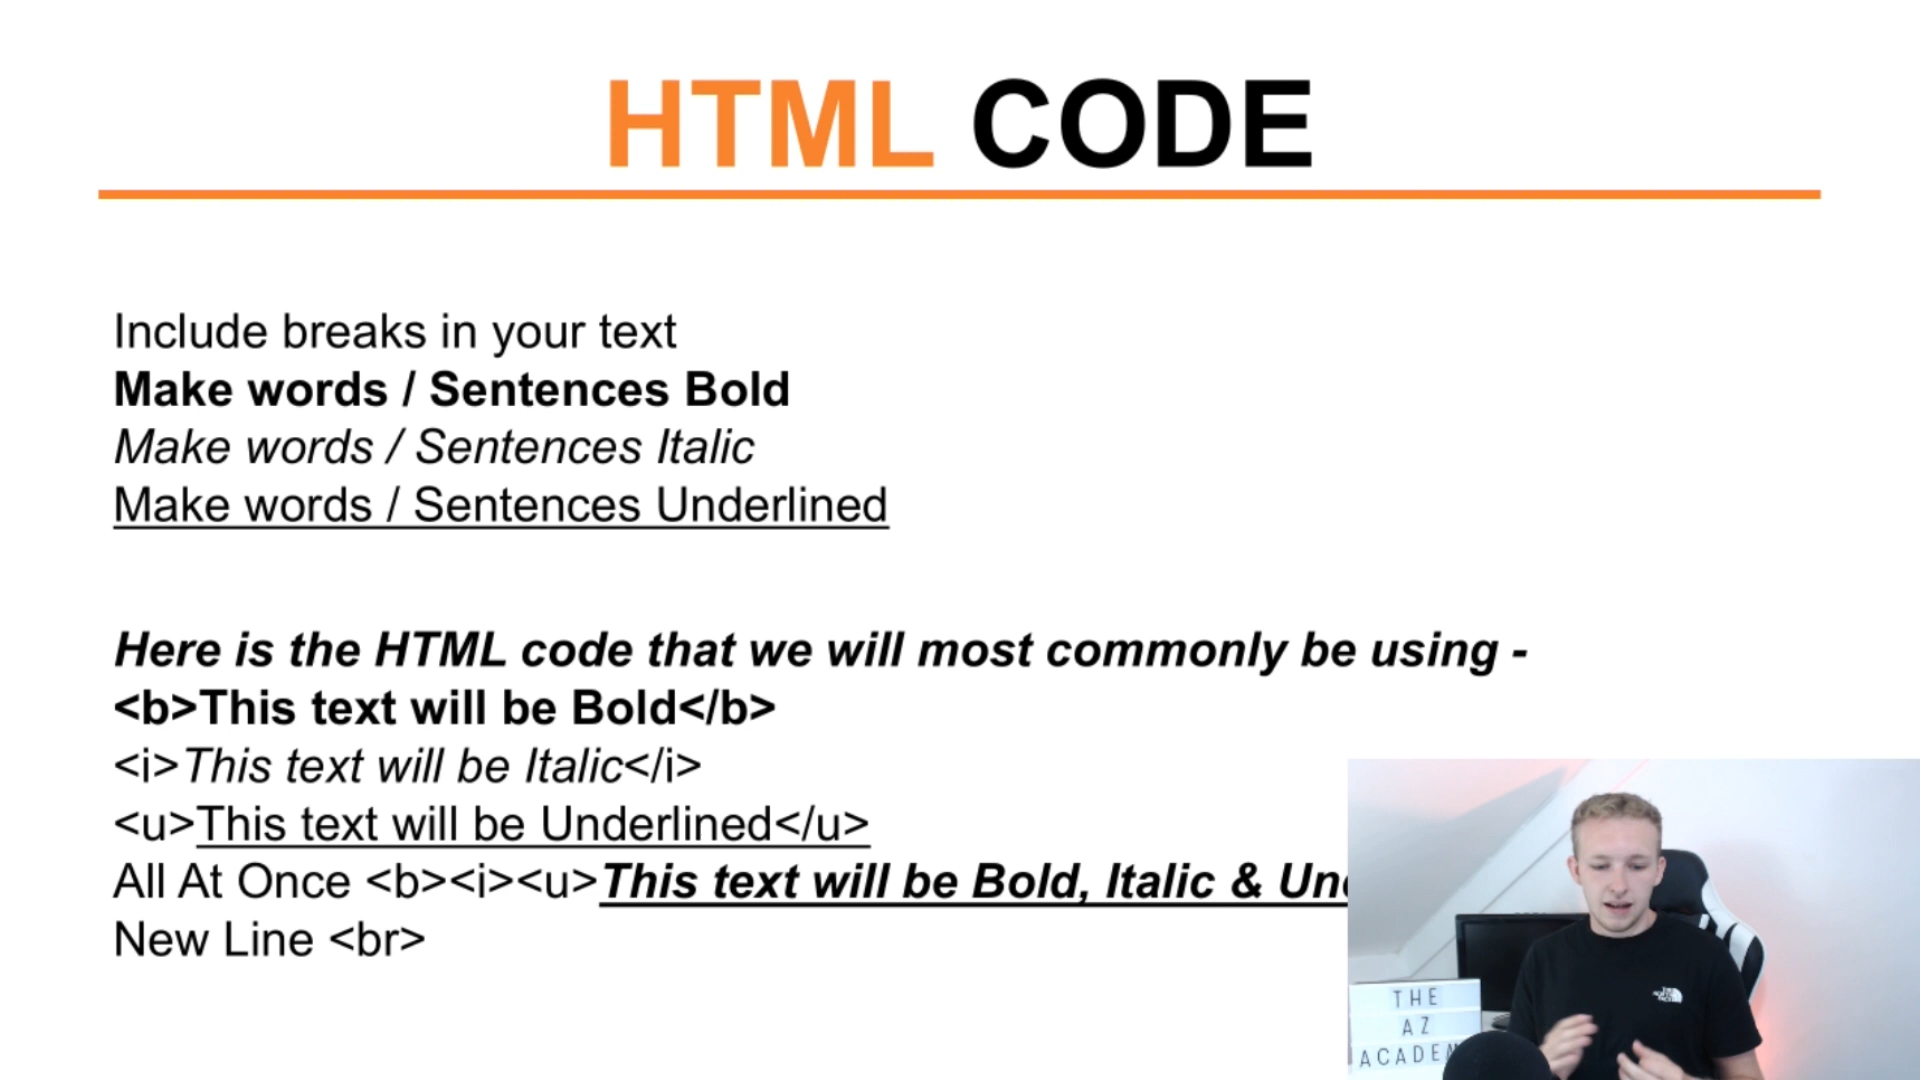 HTML CODE
Include breaks in your text
Make words / Sentences Bold
Make words / Sentences Italic
Make words / Sentences Underlined
Here is the HTML code that we will most commonly be using -
<b>This text will be Bold</b>
<i>This text will be Italic</i>
<u>This text will be Underlined</u>
All At Once <b><i><u>This text will be Bold, Italic &
New Line <br>
THE
AZ
THE NORTH FACE